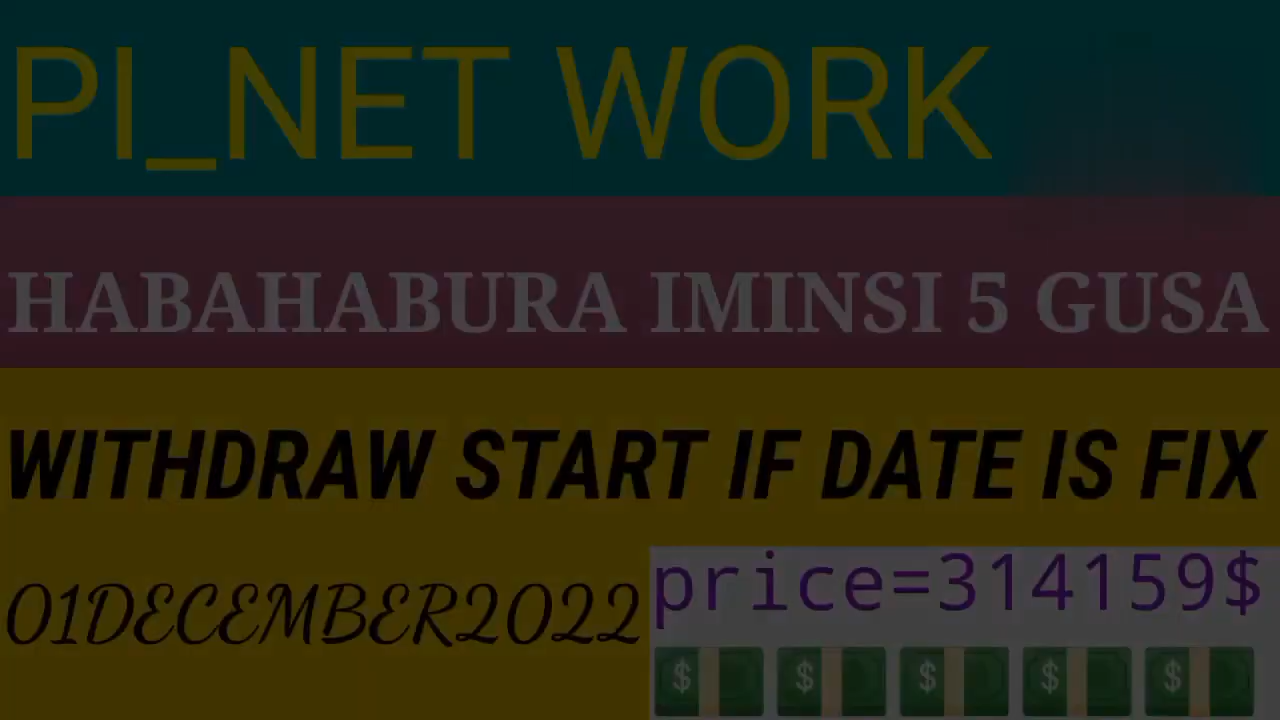 PI_NET WORK
HABAHABURA IMINSI 5 GUSA
WITHDRAW START IF DATE IS FIX
01DECEMBER2022
price=314159$
$ $ $ $ $